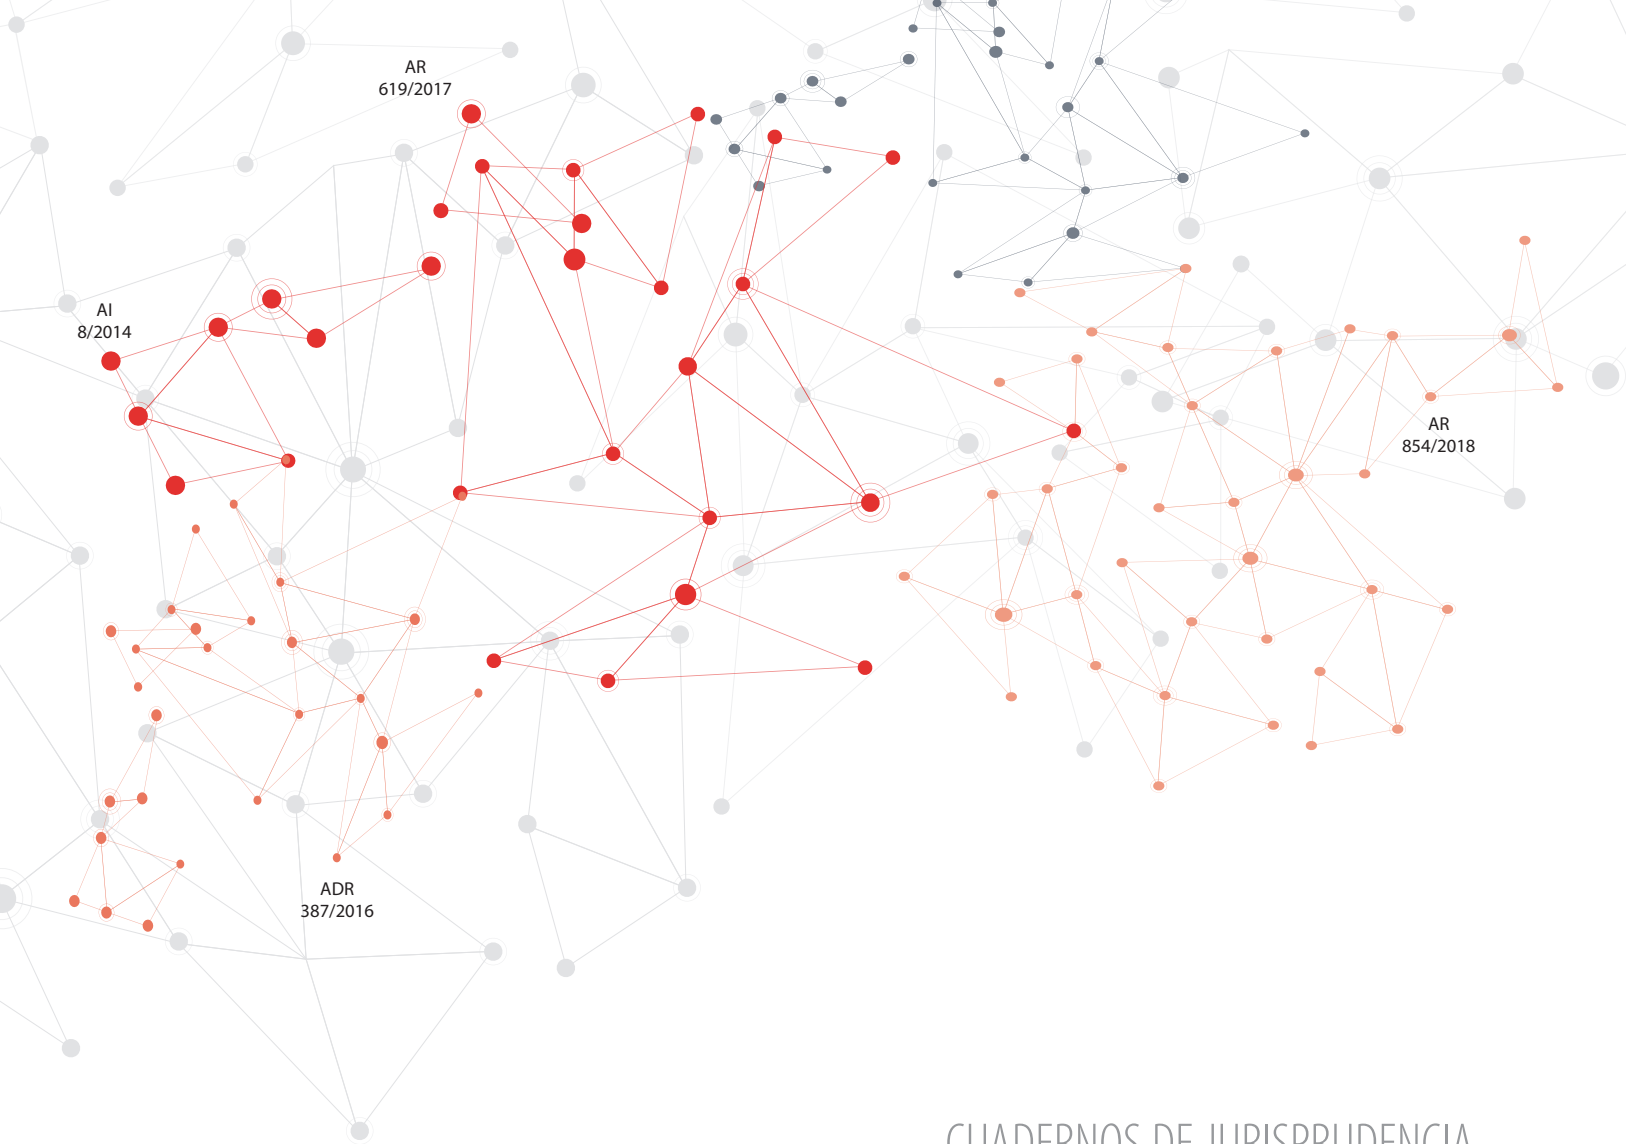 AR
619/2017
AI
8/2014
AR
854/2018
ADR
387/2016
CUADERNOS DE JURISPRUDENCIA